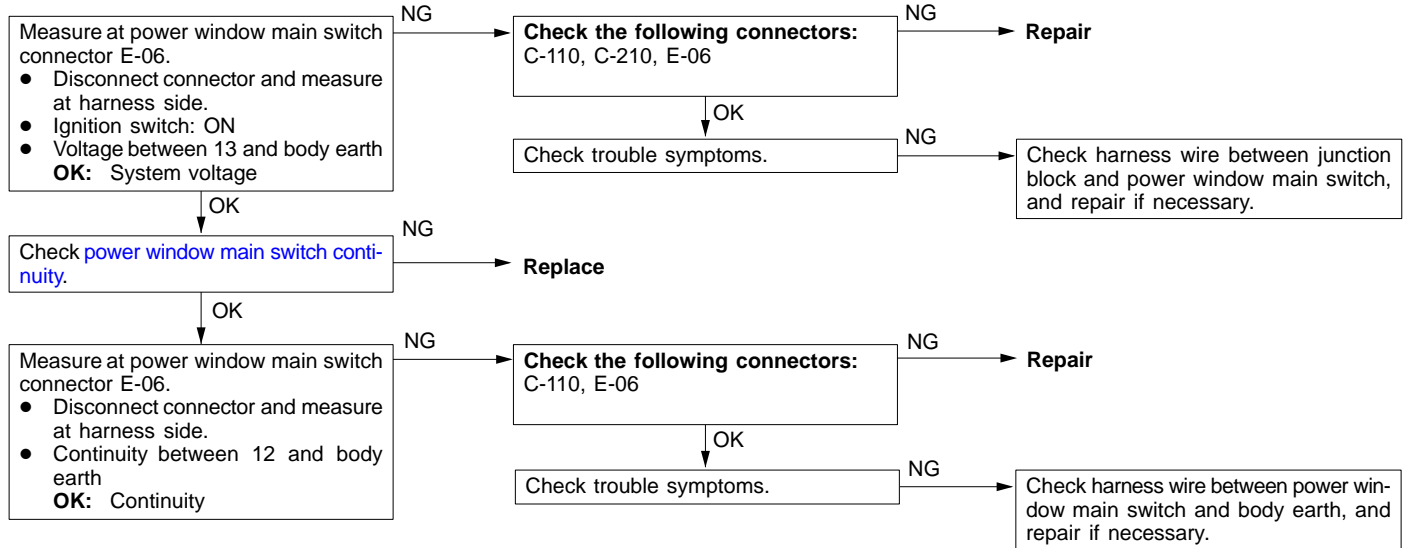 Measure at power window main switch
connector E-06.
● Disconnect connector and measure
at harness side.
● Ignition switch: ON
● Voltage between 13 and body earth
OK: System voltage
NG
Check the following connectors:
C-110, C-210, E-06
NG
Repair
OK
Check trouble symptoms.
NG
Check harness wire between junction
block and power window main switch,
and repair if necessary.
OK
Check power window main switch conti-
nuity.
NG
Replace
OK
Measure at power window main switch
connector E-06.
● Disconnect connector and measure
at harness side.
● Continuity between 12 and body
earth
OK: Continuity
NG
Check the following connectors:
C-110, E-06
NG
Repair
OK
Check trouble symptoms.
NG
Check harness wire between power win-
dow main switch and body earth, and
repair if necessary.